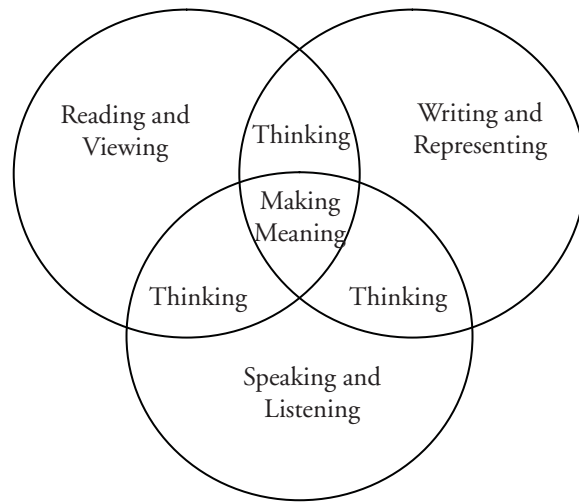 Reading and
Viewing
Writing and
Representing
Thinking
Making
Meaning
Thinking
Thinking
Speaking and
Listening